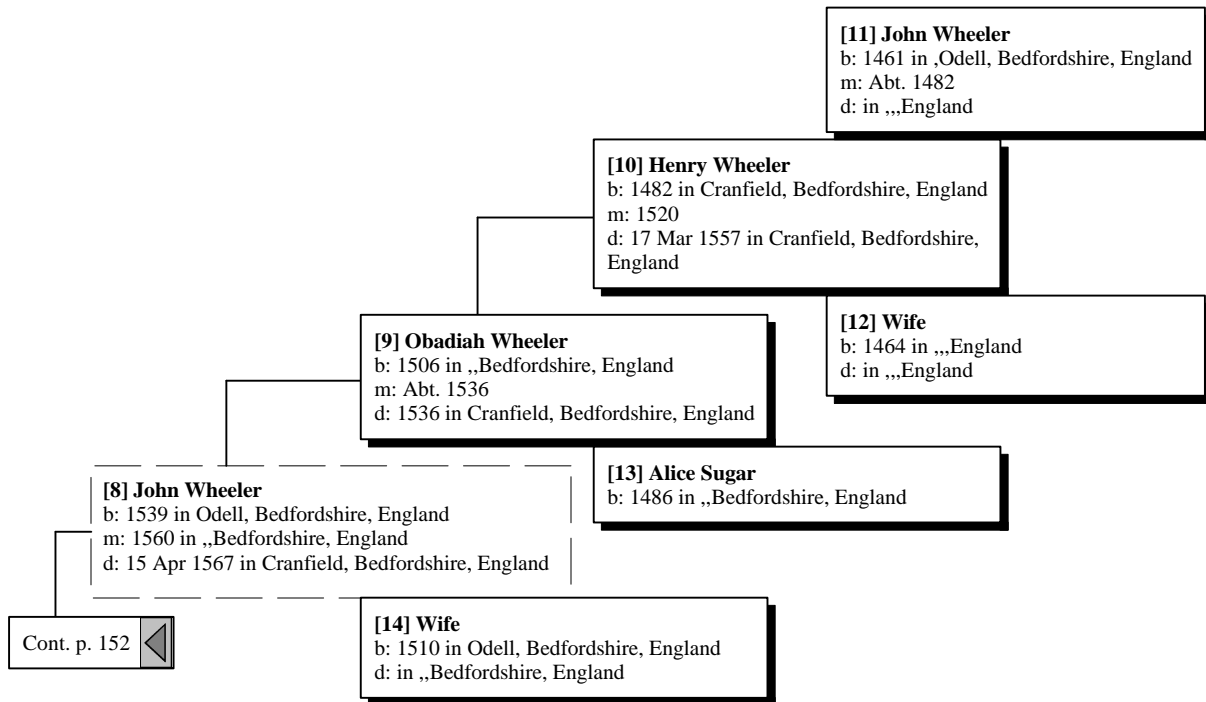 [11] John Wheeler
b: 1461 in ,Odell, Bedfordshire, England
m: Abt. 1482
d: in ,,,England
[10] Henry Wheeler
b: 1482 in Cranfield, Bedfordshire, England
m: 1520
d: 17 Mar 1557 in Cranfield, Bedfordshire,
England
[12] Wife
b: 1464 in ,,,England
d: in ,,,England
[9] Obadiah Wheeler
b: 1506 in ,,Bedfordshire, England
m: Abt. 1536
d: 1536 in Cranfield, Bedfordshire, England
[13] Alice Sugar
b: 1486 in ,,Bedfordshire, England
[8] John Wheeler
b: 1539 in Odell, Bedfordshire, England
m: 1560 in ,,Bedfordshire, England
d: 15 Apr 1567 in Cranfield, Bedfordshire, England
Cont. p. 152
[14] Wife
b: 1510 in Odell, Bedfordshire, England
d: in ,,Bedfordshire, England